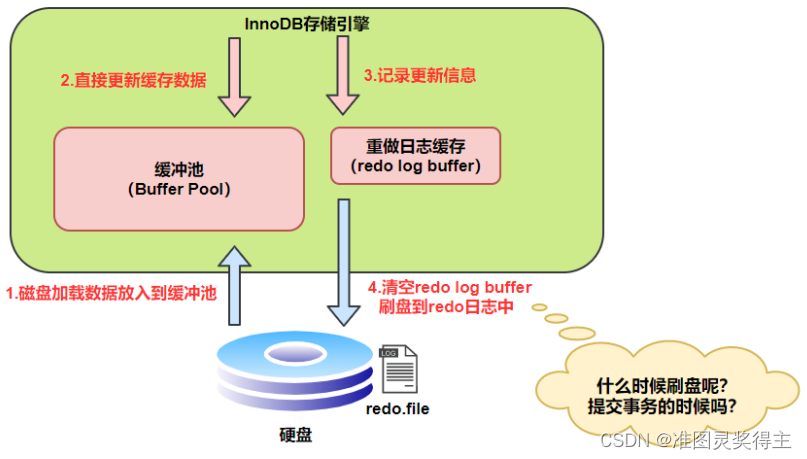 InnoDB存储引擎
2.直接更新缓存数据
3.记录更新信息
缓冲池
（Buffer Pool）
重做日志缓存
（redo log buffer）
1.磁盘加载数据放入到缓冲池
4.清空redo log buffer
刷盘到redo日志中
LOG
redo.file
硬盘
什么时候刷盘呢？
提交事务的时候吗？
CSDN @准图灵奖得主